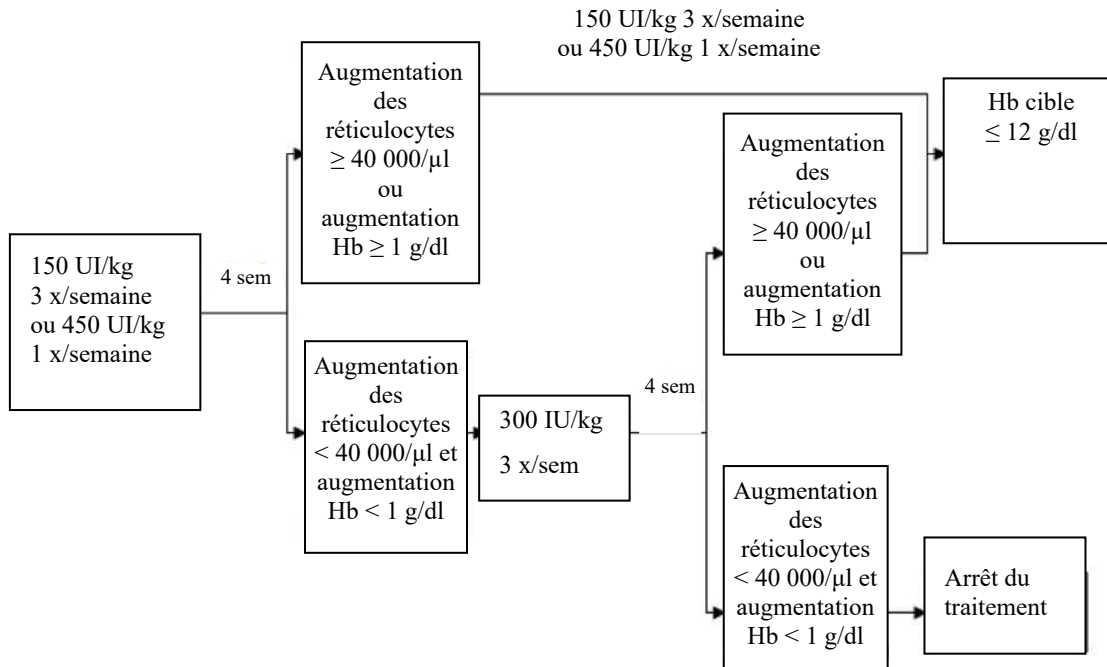 150 UI/kg 3 x/semaine
ou 450 UI/kg 1 x/semaine
Augmentation
des
réticulocytes
≥ 40 000/µl
ou
augmentation
Hb ≥ 1 g/dl
Hb cible
≤ 12 g/dl
Augmentation
des
réticulocytes
≥ 40 000/µl
ou
augmentation
Hb ≥ 1 g/dl
150 UI/kg
3 x/semaine
ou 450 UI/kg
1 x/semaine
4 sem
Augmentation
des
réticulocytes
< 40 000/µl et
augmentation
Hb < 1 g/dl
300 IU/kg
3 x/sem
4 sem
Augmentation
des
réticulocytes
< 40 000/µl et
augmentation
Hb < 1 g/dl
Arrêt du
traitement